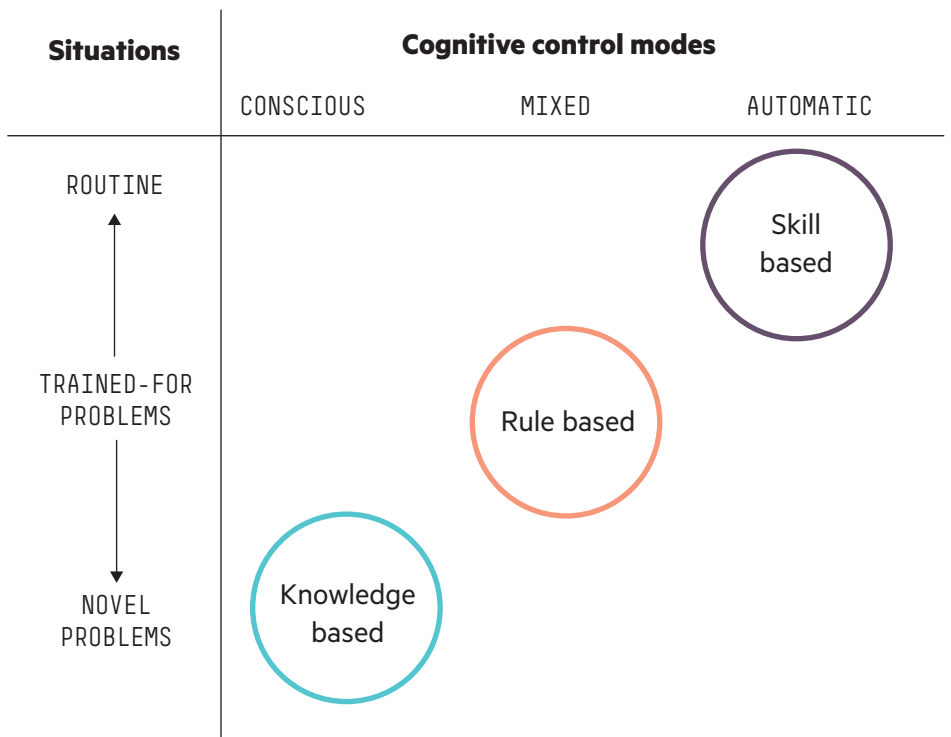 Situations
Cognitive control modes
CONSCIOUS
MIXED
AUTOMATIC
ROUTINE
Skill
based
TRAINED-FOR
PROBLEMS
Rule based
NOVEL
PROBLEMS
Knowledge
based